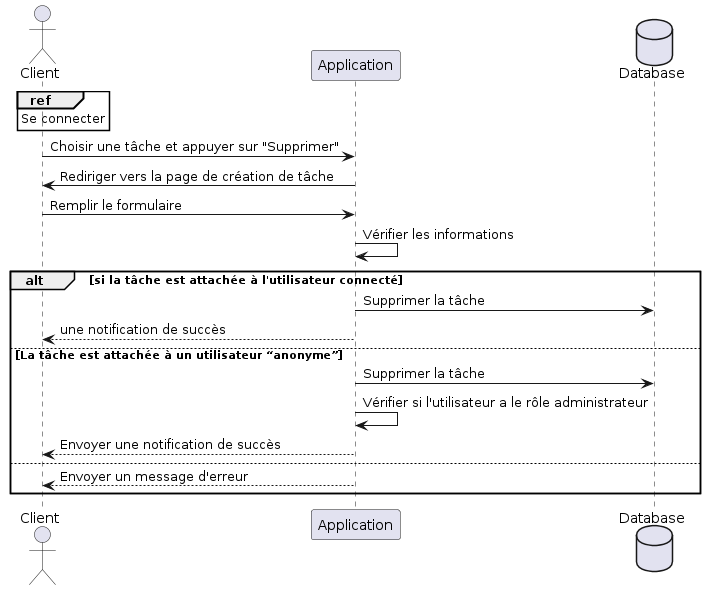 Client
Application
Database
ref
Se connecter
Choisir une tâche et appuyer sur "Supprimer"
Rediriger vers la page de création de tâche
Remplir le formulaire
Vérifier les informations
alt [si la tâche est attachée à l'utilisateur connecté]
Supprimer la tâche
une notification de succès
[La tâche est attachée à un utilisateur “anonyme”]
Supprimer la tâche
Vérifier si l'utilisateur a le rôle administrateur
Envoyer une notification de succès
Envoyer un message d'erreur
Client
Application
Database